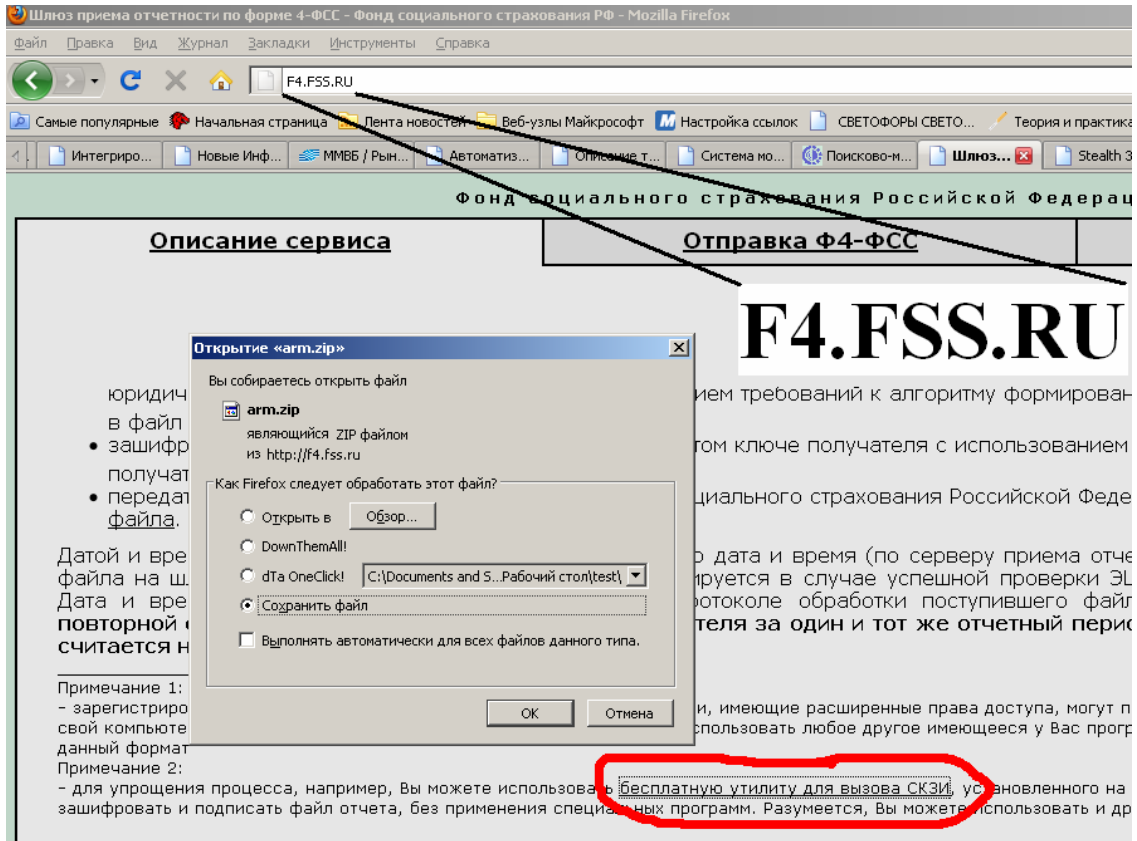 Шлюз приема отчетности по форме 4-ФСС - Фонд социального страхования РФ - Mozilla Firefox
Файл Правка Вид Журнал Закладки Инструменты Справка
F4.FSS.RU
Самые популярные Начальная страница Лента новостей Веб-узлы Майкрософт Настройка ссылок СВЕТОФОРЫ СВЕТО... Теория и практика
Интегриро... Новые Инф... ММВБ / Рын... Автоматиз... Описание т... Система мо... Поисково-м... Шлюз... Stealth 3
Фонд социального страхования Российской Федерац
Описание сервиса Отправка Ф4-ФСС
F4.FSS.RU
Открытие «arm.zip»
Вы собираетесь открыть файл
arm.zip
являющийся ZIP файлом
из http://f4.fss.ru
Как Firefox следует обработать этот файл?
Открыть в Обзор...
DownThemAll!
dTa OneClick! C:\Documents and S...Рабочий стол\test\
Сохранить файл
Выполнять автоматически для всех файлов данного типа.
OK Отмена
юридич ием требований к алгоритму формирован
в файл
• зашифр том ключе получателя с использованием
получат
• передат циального страхования Российской Феде
файла.
Датой и вре о дата и время (по серверу приема отче
файла на ш ируется в случае успешной проверки ЭЦ
Дата и вре ротоколе обработки поступившего файл
повторной теля за один и тот же отчетный перио
считается н
Примечание 1:
- зарегистриро и, имеющие расширенные права доступа, могут п
свой компьюте спользовать любое другое имеющееся у Вас прогр
данный формат
Примечание 2:
- для упрощения процесса, например, Вы можете использовать бесплатную утилиту для вызова СКЗИ, установленного на
зашифровать и подписать файл отчета, без применения специальных программ. Разумеется, Вы можете использовать и др